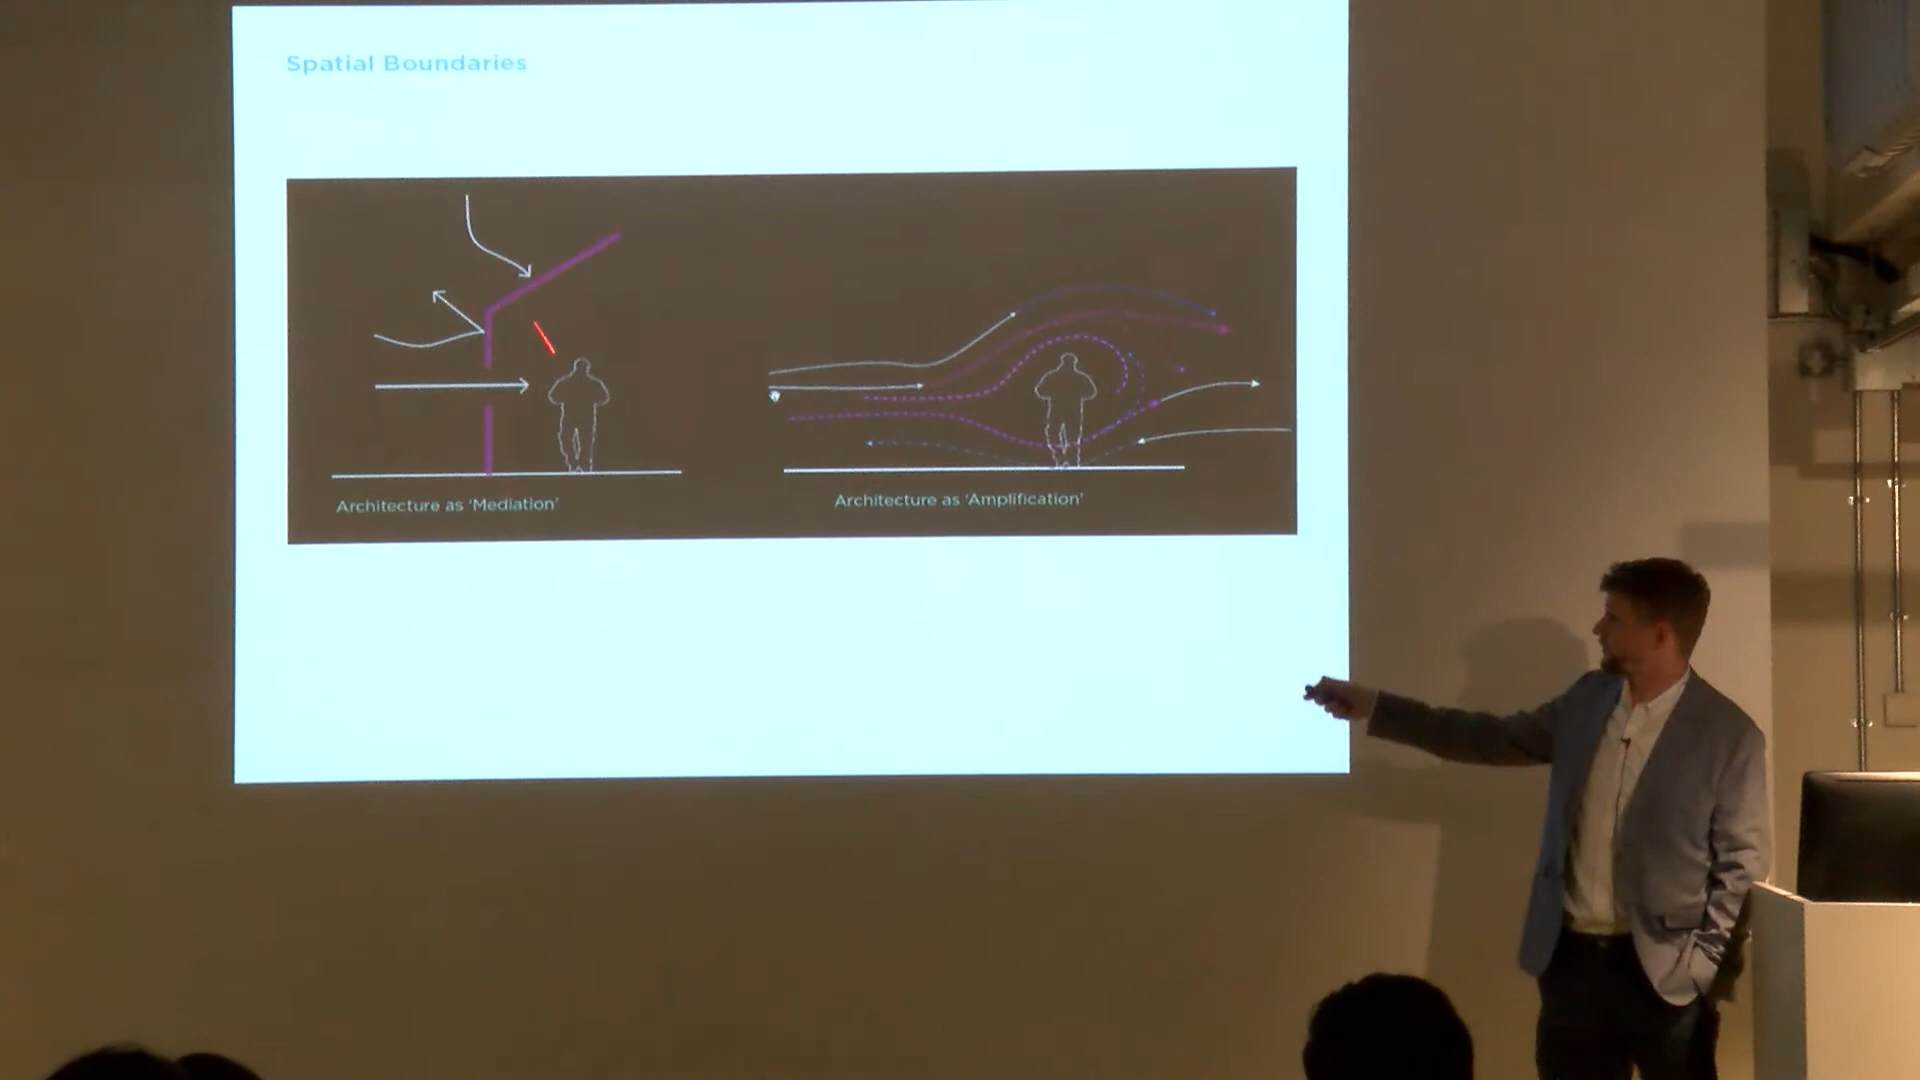 Spatial Boundaries
Architecture as ‘Mediation’
Architecture as ‘Amplification’